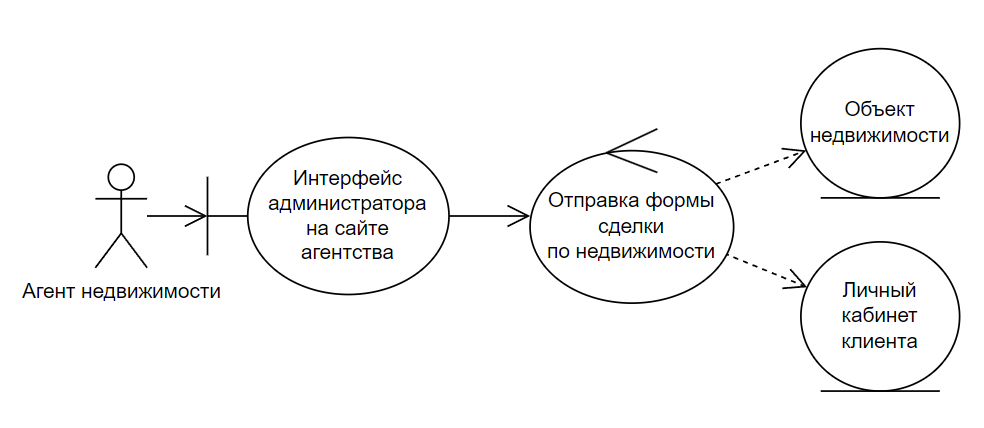 Агент недвижимости
Интерфейс
администратора
на сайте
агентства
Отправка формы
сделки
по недвижимости
Объект
недвижимости
Личный
кабинет
клиента